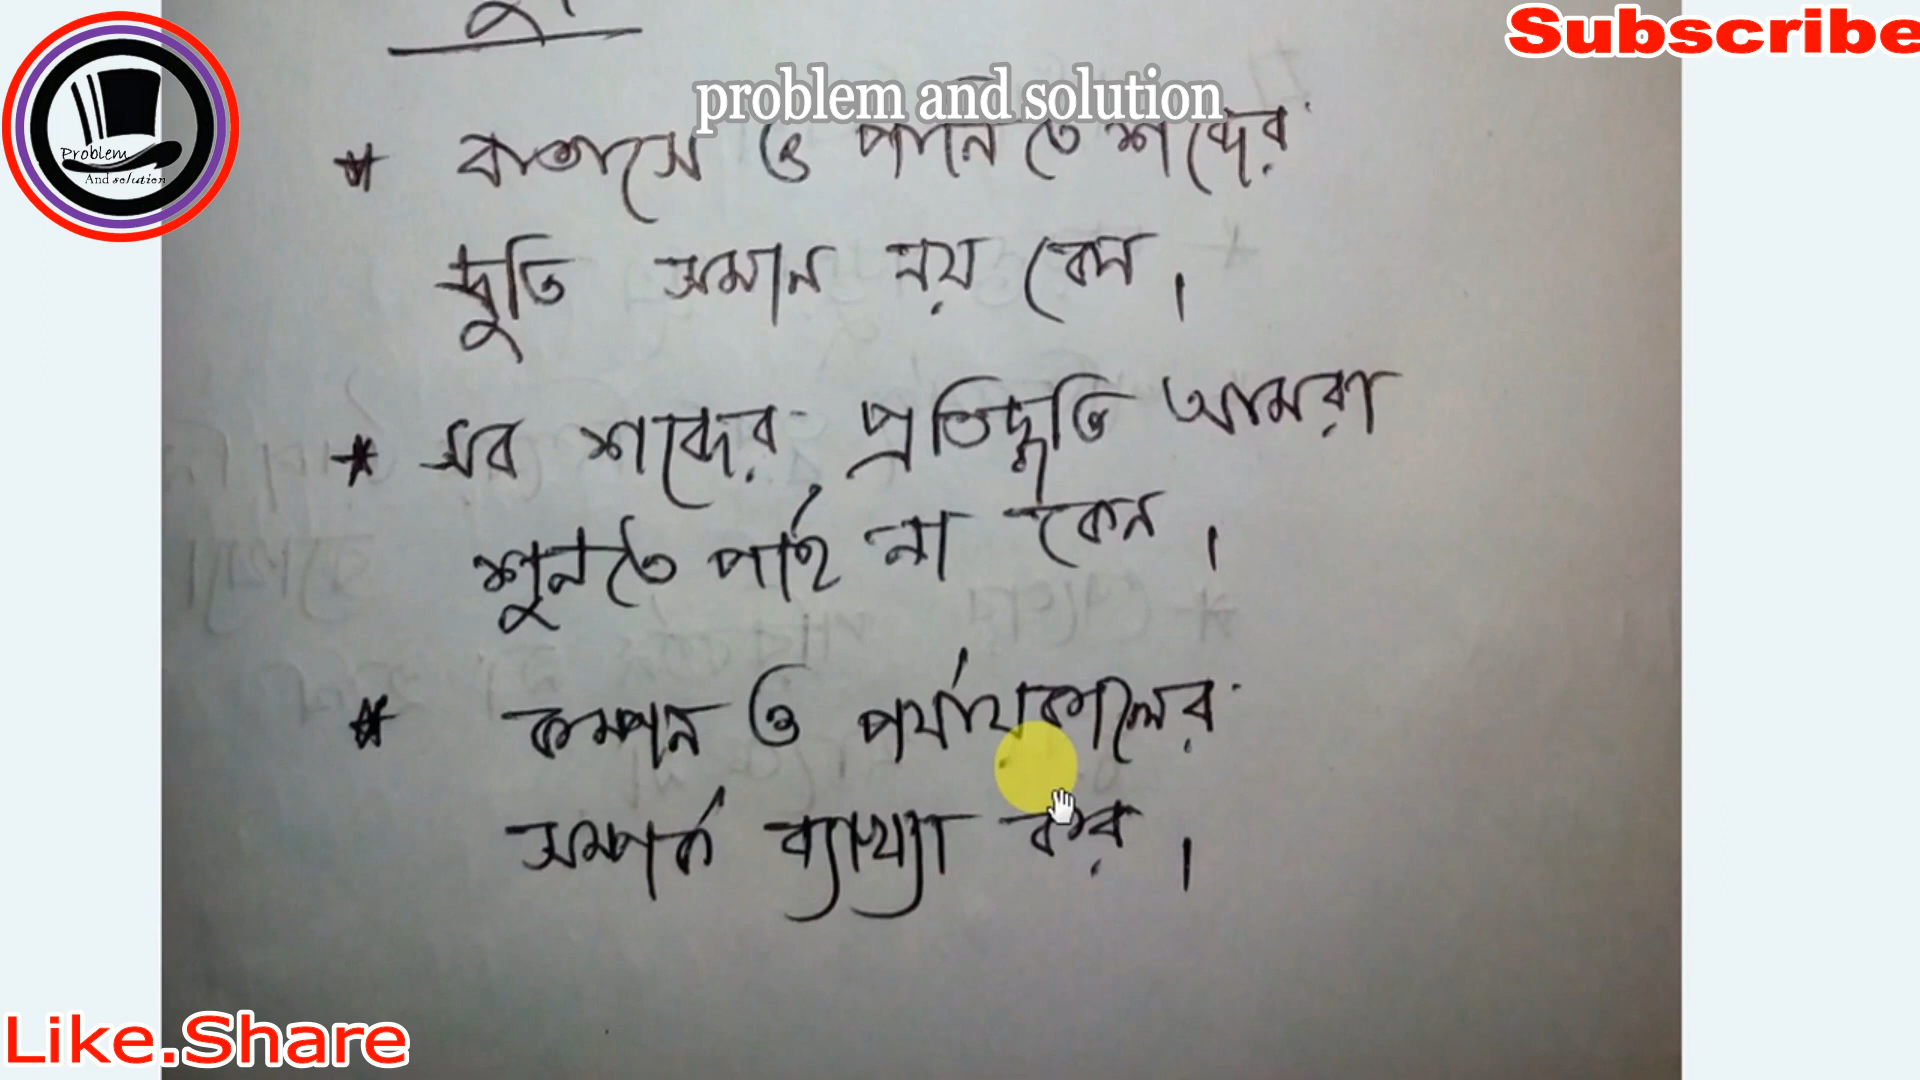 Subscribe
problem and solution
Problem
And solution
* বাতাসে ও পানিতে শব্দের
দ্রুতি সমান নয় কেন।
* সব শব্দের প্রতিদ্ধতি আমরা
শুনতে পাই না কেন।
* কম্পন ও পর্যায়কালের
সম্পর্ক ব্যাখ্যা কর।
Like.Share